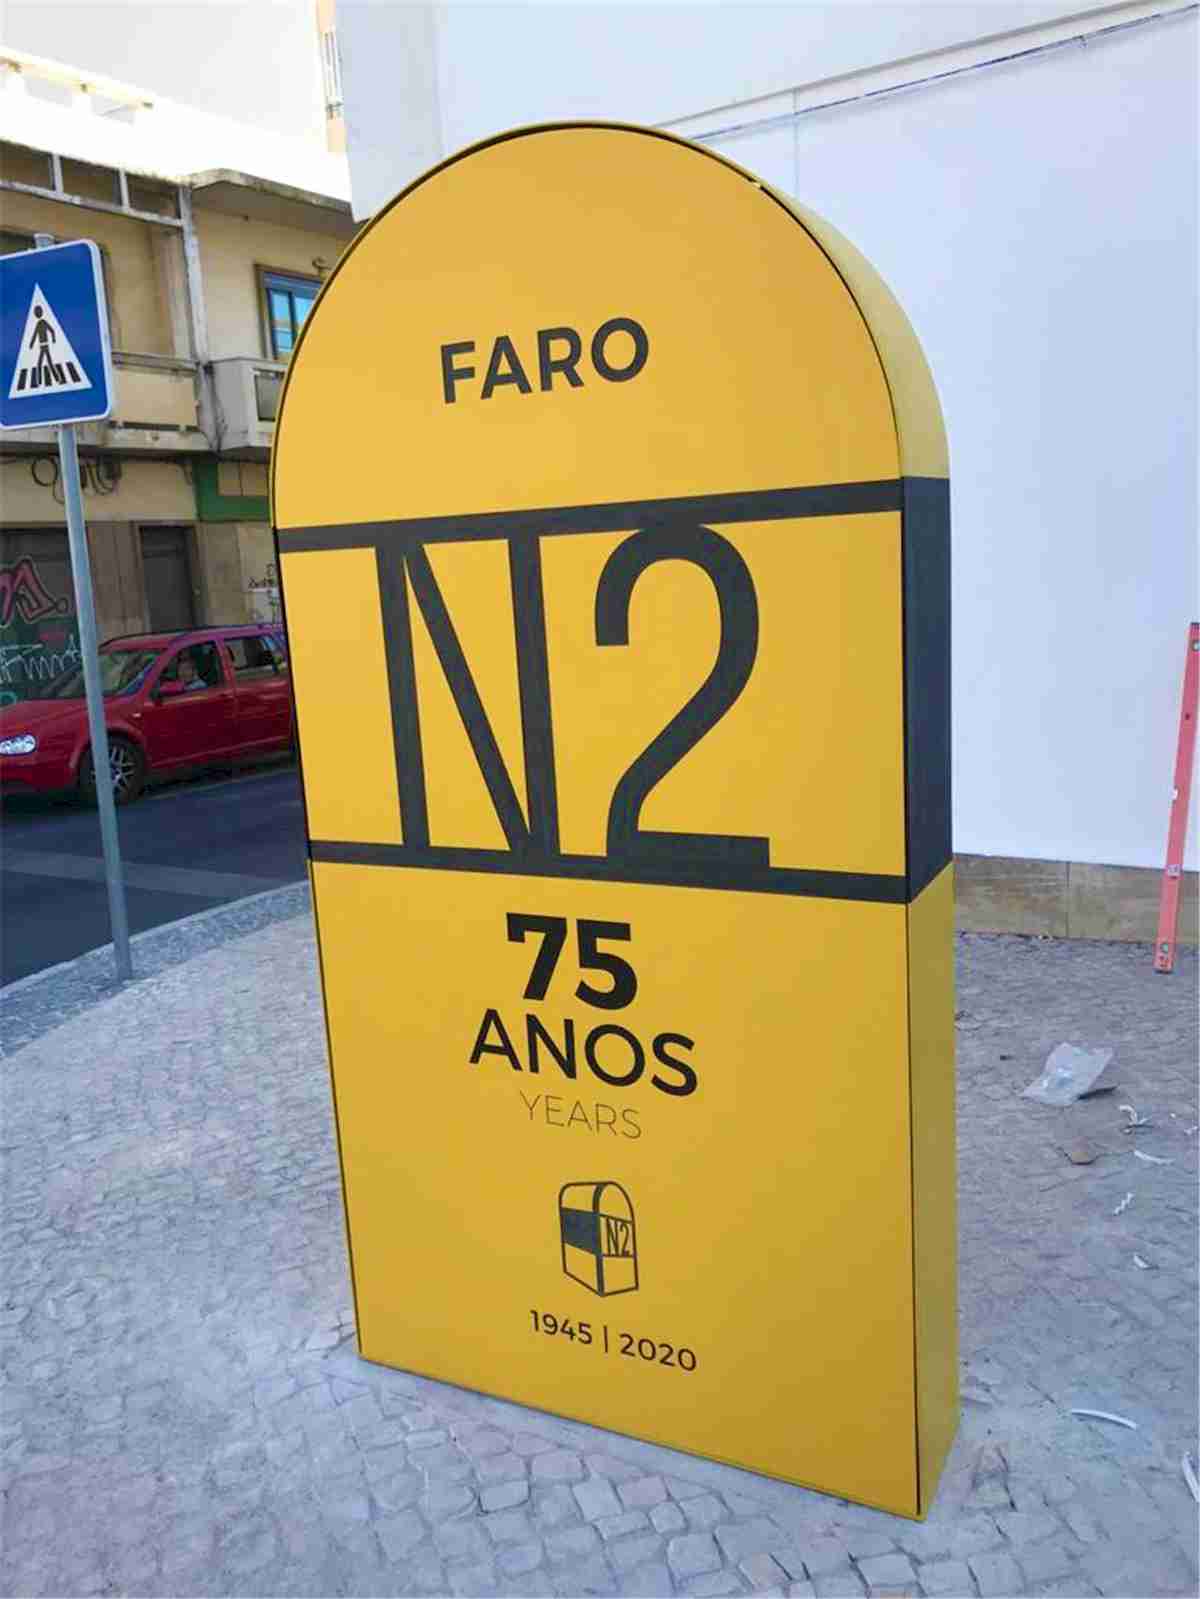 FARO
N2
75
ANOS
YEARS
N2
1945 | 2020